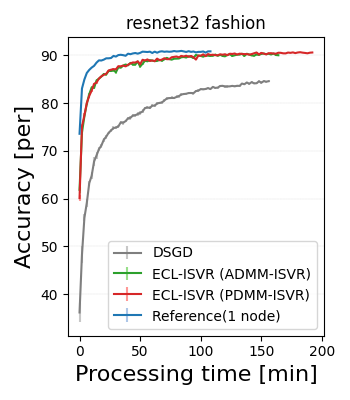 resnet32 fashion
Accuracy [per]
90
80
70
60
50
40
DSGD
ECL-ISVR (ADMM-ISVR)
ECL-ISVR (PDMM-ISVR)
Reference(1 node)
0 50 100 150 200
Processing time [min]